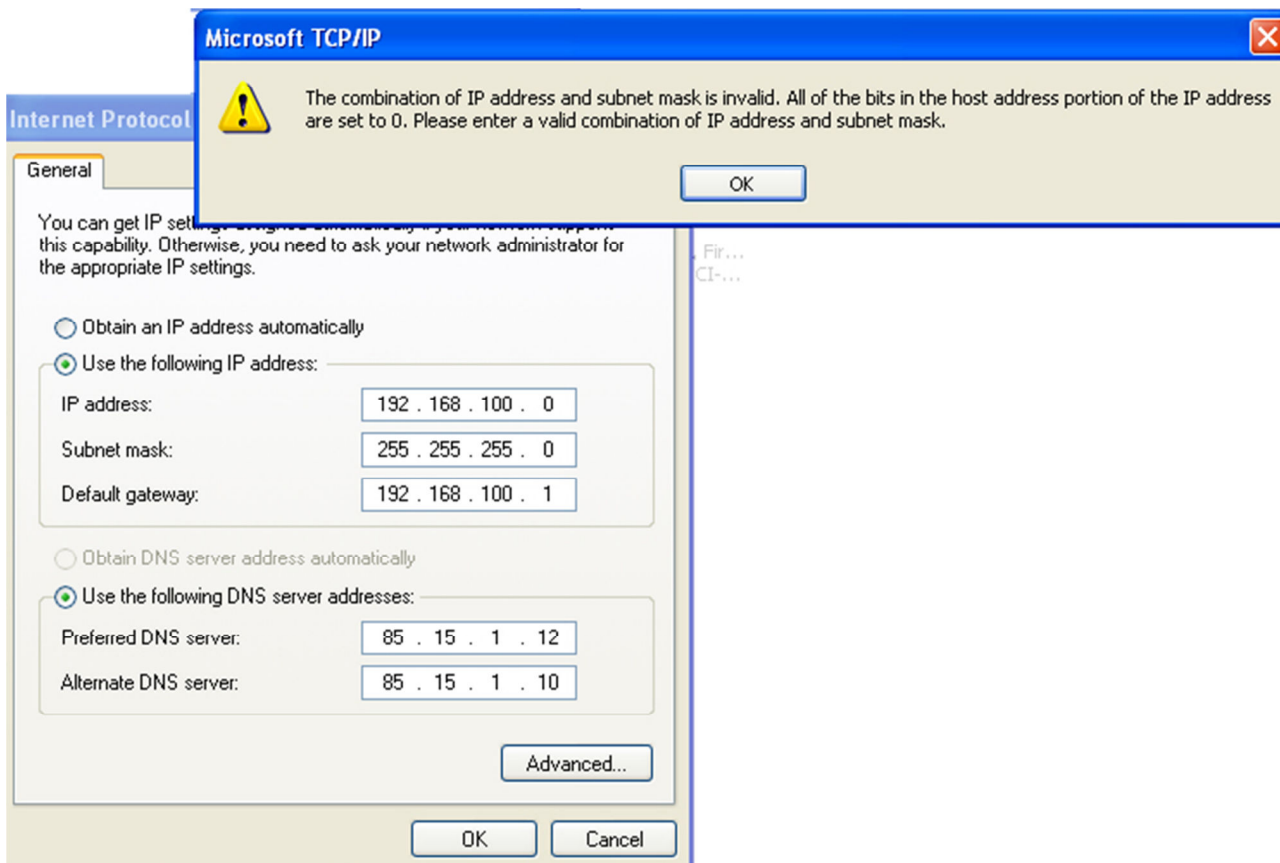 Microsoft TCP/IP
The combination of IP address and subnet mask is invalid. All of the bits in the host address portion of the IP address
are set to 0. Please enter a valid combination of IP address and subnet mask.
OK
Internet Protocol
General
You can get IP
this capability. Otherwise, you need to ask your network administrator for
the appropriate IP settings.
Fir...
CI-...
Obtain an IP address automatically
Use the following IP address:
IP address: 192 . 168 . 100 . 0
Subnet mask: 255 . 255 . 255 . 0
Default gateway: 192 . 168 . 100 . 1
Obtain DNS server address automatically
Use the following DNS server addresses:
Preferred DNS server: 85 . 15 . 1 . 12
Alternate DNS server: 85 . 15 . 1 . 10
Advanced...
OK Cancel